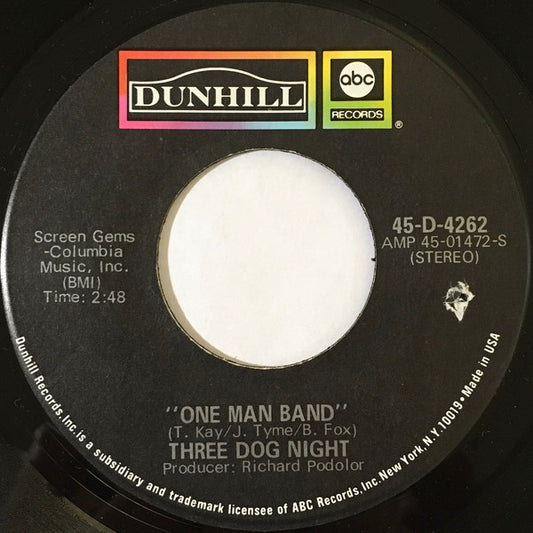 DUNHILL
abc
RECORDS
®
Screen Gems
-Columbia
Music, Inc.
(BMI)
Time: 2:48
45-D-4262
AMP 45-01472-S
(STEREO)
"ONE MAN BAND"
(T. Kay/J. Tyme/B. Fox)
THREE DOG NIGHT
Producer: Richard Podolor
Dunhill Records,Inc.is a subsidiary and trademark licensee of ABC Records,Inc.New York,N.Y. 10019•Made in USA